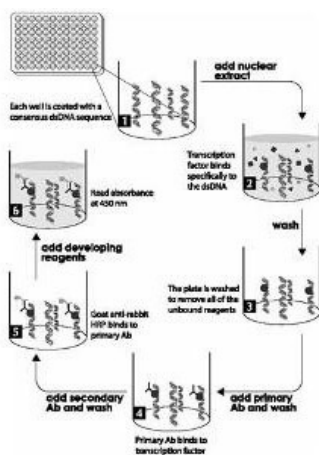 add nuclear
extract
Each well is coated with a
consensus dsDNA sequence
1
Transcription
factor binds
specifically to
the dsDNA
2
wash
The plate is washed
to remove all of the
unbound reagents
3
add primary
Ab and wash
4
Primary Ab binds to
transcription factor
add secondary
Ab and wash
5
Goat anti-rabbit
HRP binds to
primary Ab
add developing
reagents
6
Read absorbance
at 450 nm